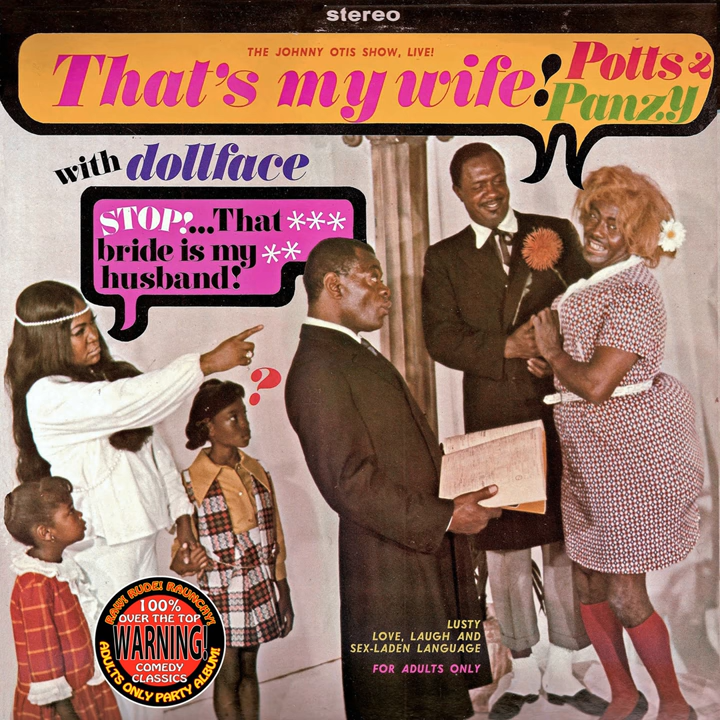 stereo
THE JOHNNY OTIS SHOW, LIVE!
That's my wife!
Potts &
Panzy
with dollface
STOP!...That ***
bride is my **
husband!
?
RAW! RUDE! RAUNCHY!
100%
OVER THE TOP
WARNING!
COMEDY
CLASSICS
ADULTS ONLY PARTY ALBUM!
LUSTY
LOVE, LAUGH AND
SEX-LADEN LANGUAGE
FOR ADULTS ONLY